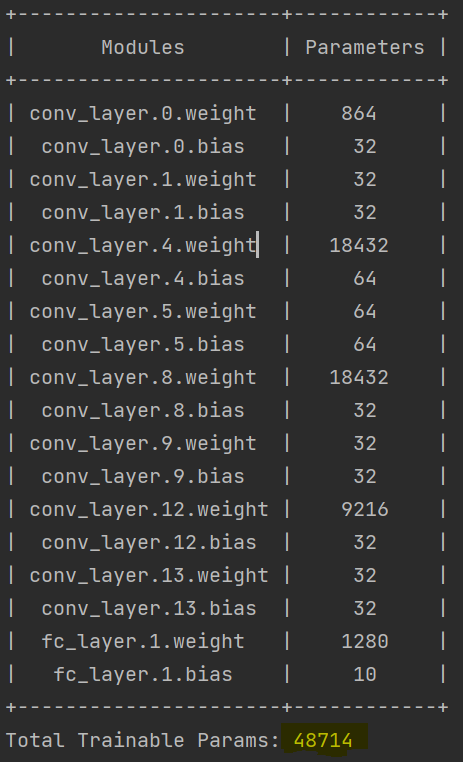 +----------------------+------------+
|       Modules        | Parameters |
+----------------------+------------+
| conv_layer.0.weight  |    864     |
|  conv_layer.0.bias   |     32     |
| conv_layer.1.weight  |     32     |
|  conv_layer.1.bias   |     32     |
| conv_layer.4.weight  |   18432    |
|  conv_layer.4.bias   |     64     |
| conv_layer.5.weight  |     64     |
|  conv_layer.5.bias   |     64     |
| conv_layer.8.weight  |   18432    |
|  conv_layer.8.bias   |     32     |
| conv_layer.9.weight  |     32     |
|  conv_layer.9.bias   |     32     |
| conv_layer.12.weight |    9216    |
|  conv_layer.12.bias  |     32     |
| conv_layer.13.weight |     32     |
|  conv_layer.13.bias  |     32     |
|  fc_layer.1.weight   |    1280    |
|   fc_layer.1.bias    |     10     |
+----------------------+------------+
Total Trainable Params: 48714